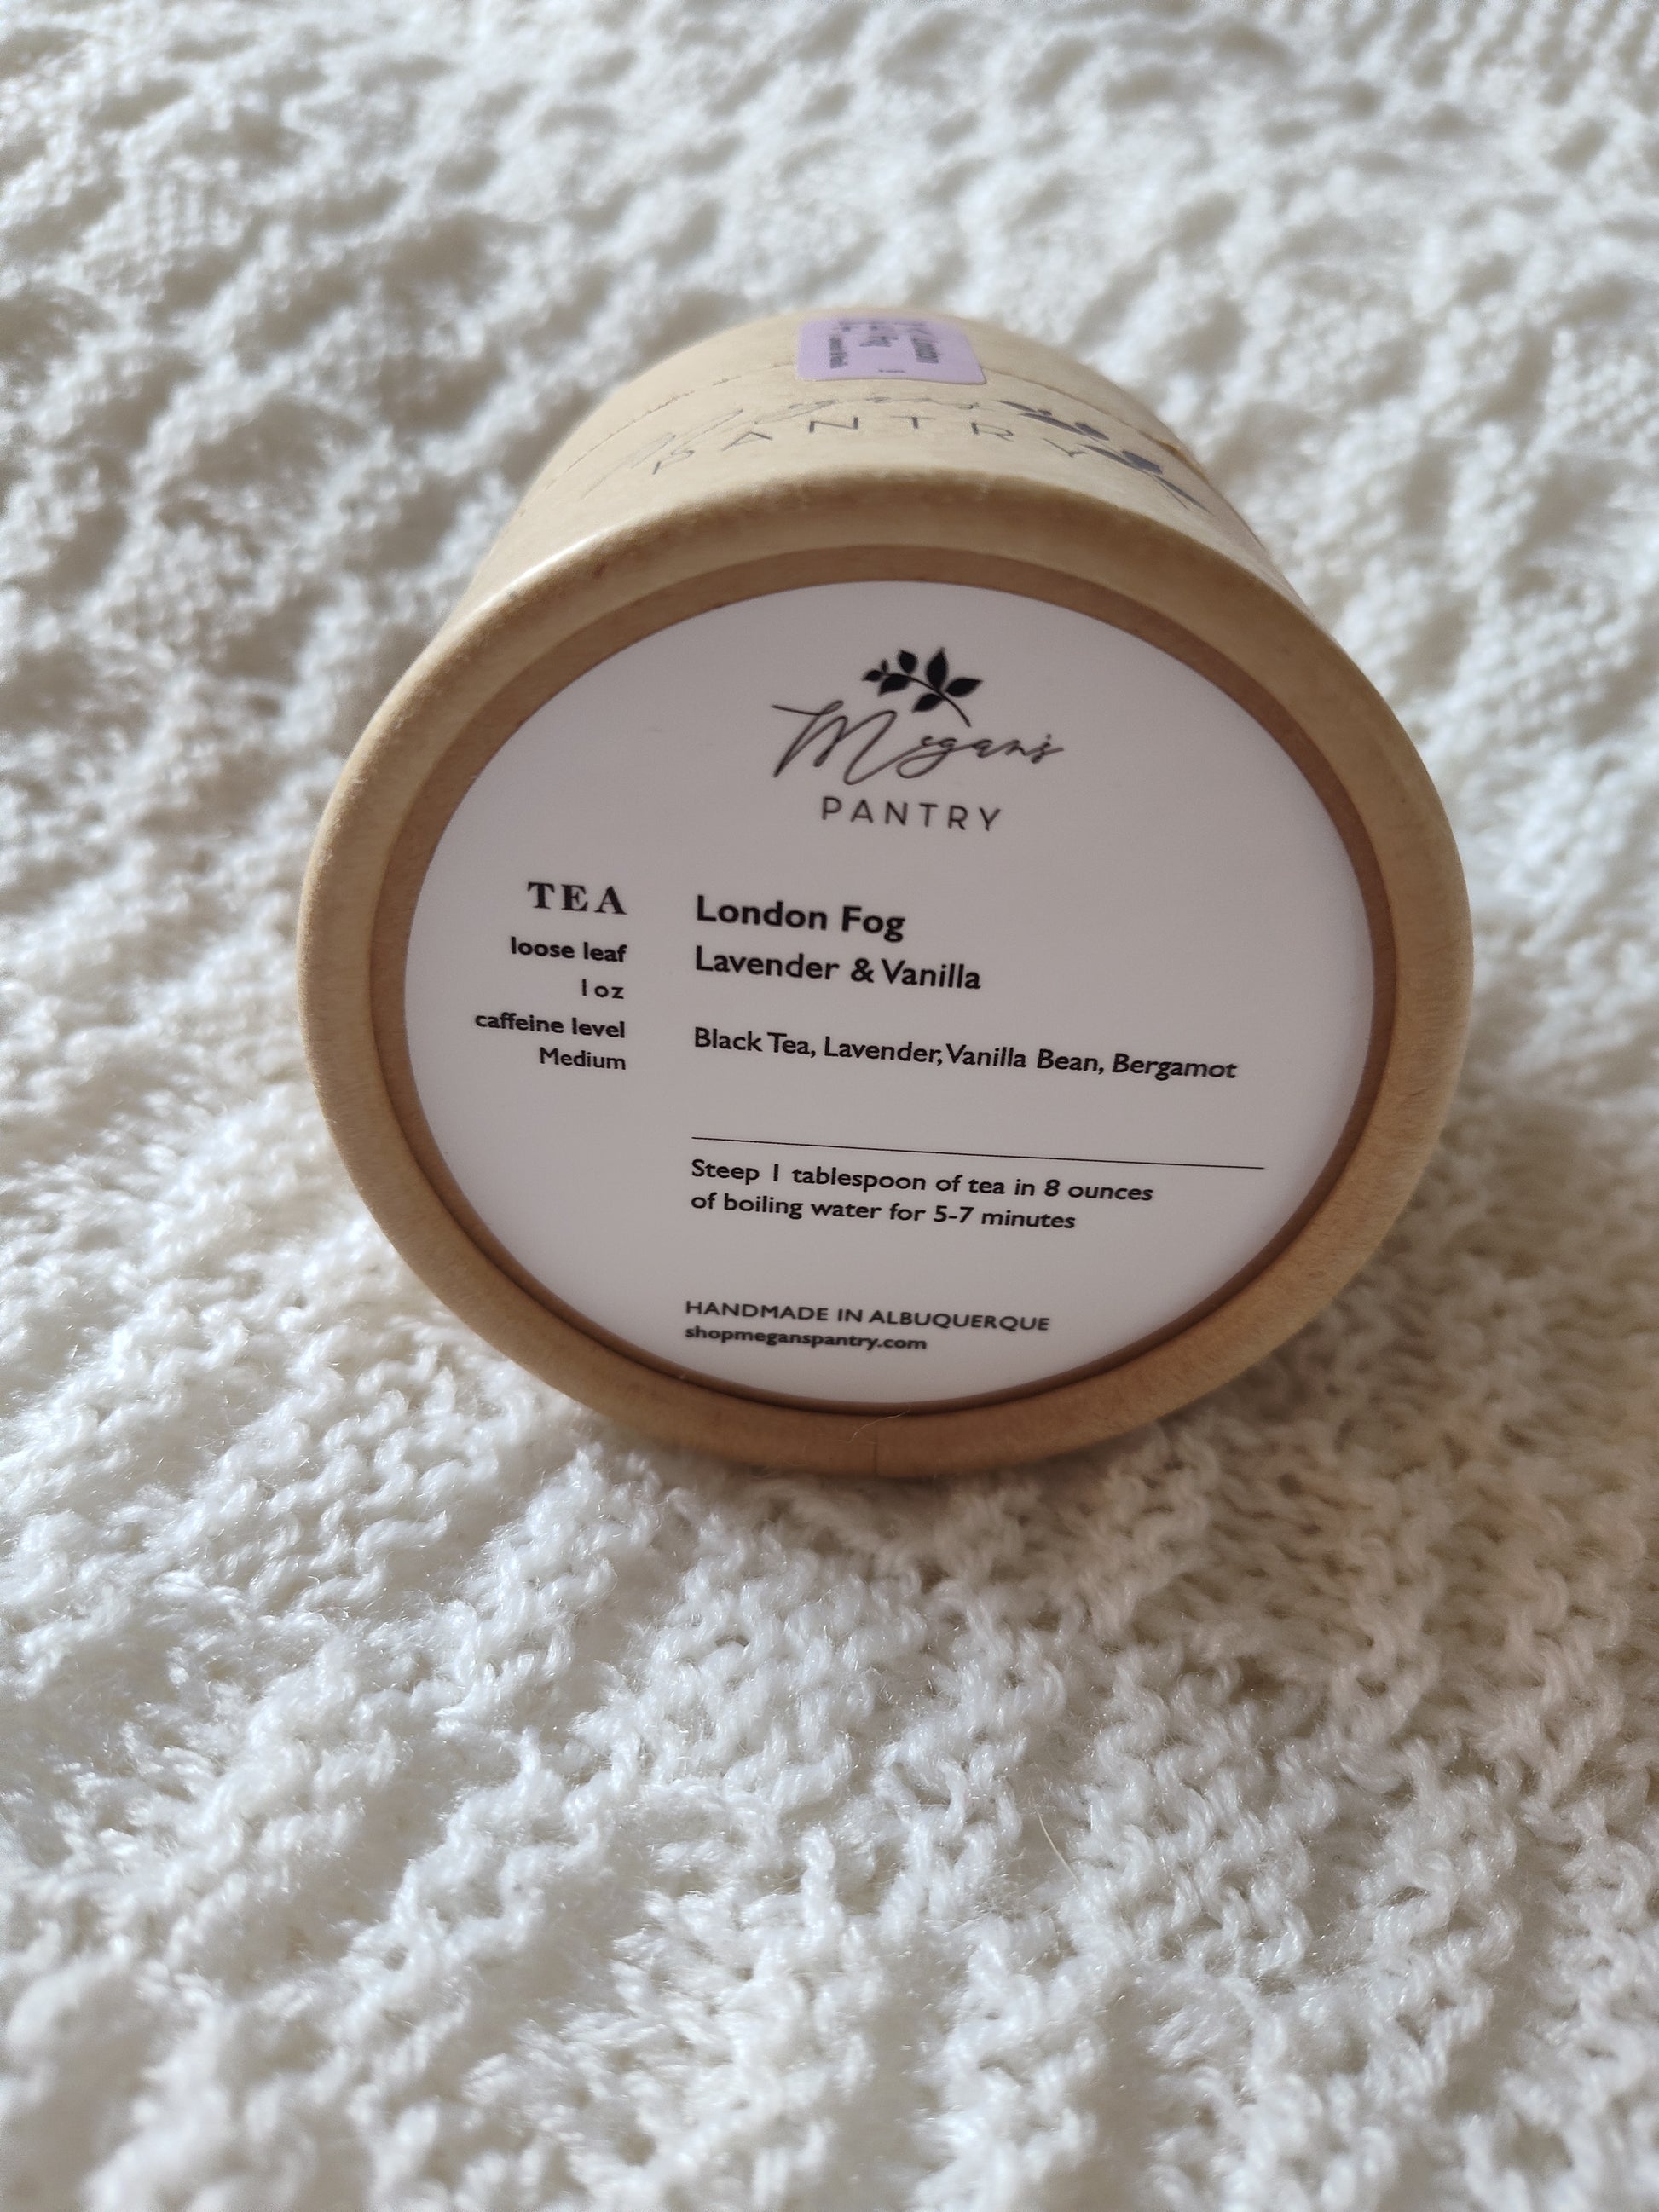 London
PANTRY
Megan's
PANTRY
TEA
loose leaf
1 oz
caffeine level
Medium
London Fog
Lavender & Vanilla
Black Tea, Lavender, Vanilla Bean, Bergamot
Steep 1 tablespoon of tea in 8 ounces
of boiling water for 5-7 minutes
HANDMADE IN ALBUQUERQUE
shopmeganspantry.com